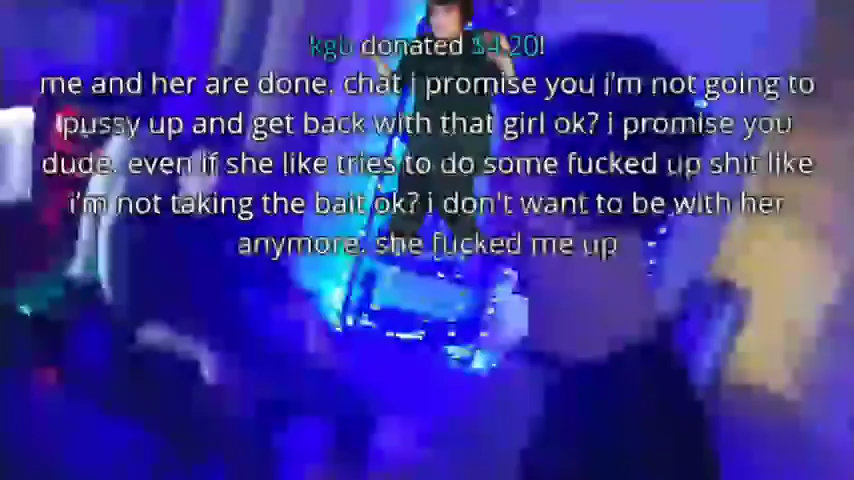 kgb donated $4.20!
me and her are done. chat i promise you i'm not going to
pussy up and get back with that girl ok? i promise you
dude. even if she like tries to do some fucked up shit like
i'm not taking the bait ok? i don't want to be with her
anymore. she fucked me up